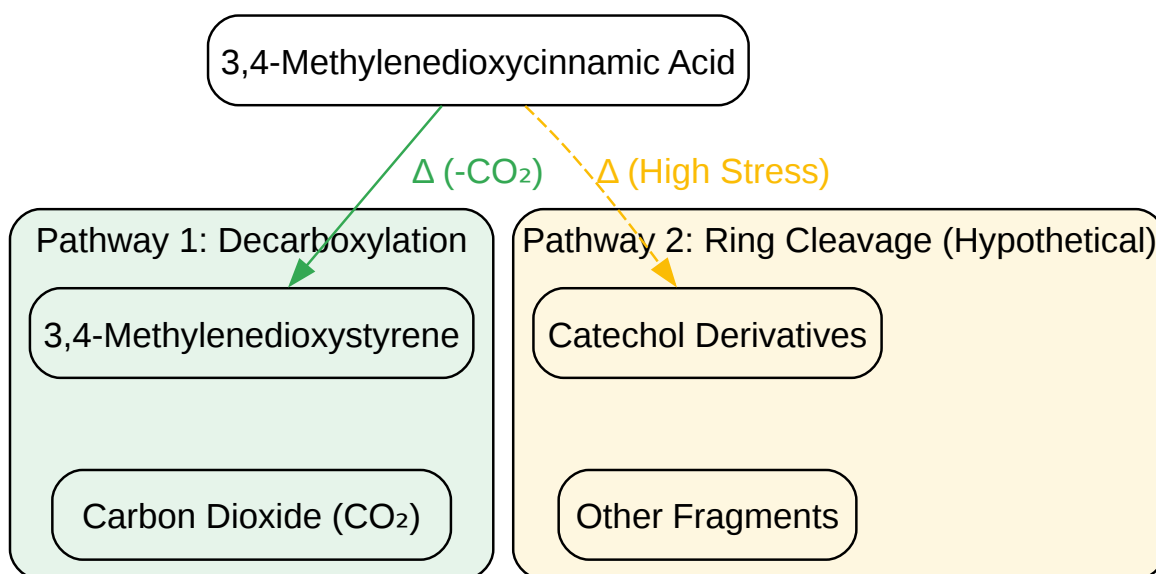 3,4-Methylenedioxycinnamic Acid
Δ (-CO₂)
Δ (High Stress)
Pathway 1: Decarboxylation
Pathway 2: Ring Cleavage (Hypothetical)
3,4-Methylenedioxystyrene
Catechol Derivatives
Carbon Dioxide (CO₂)
Other Fragments